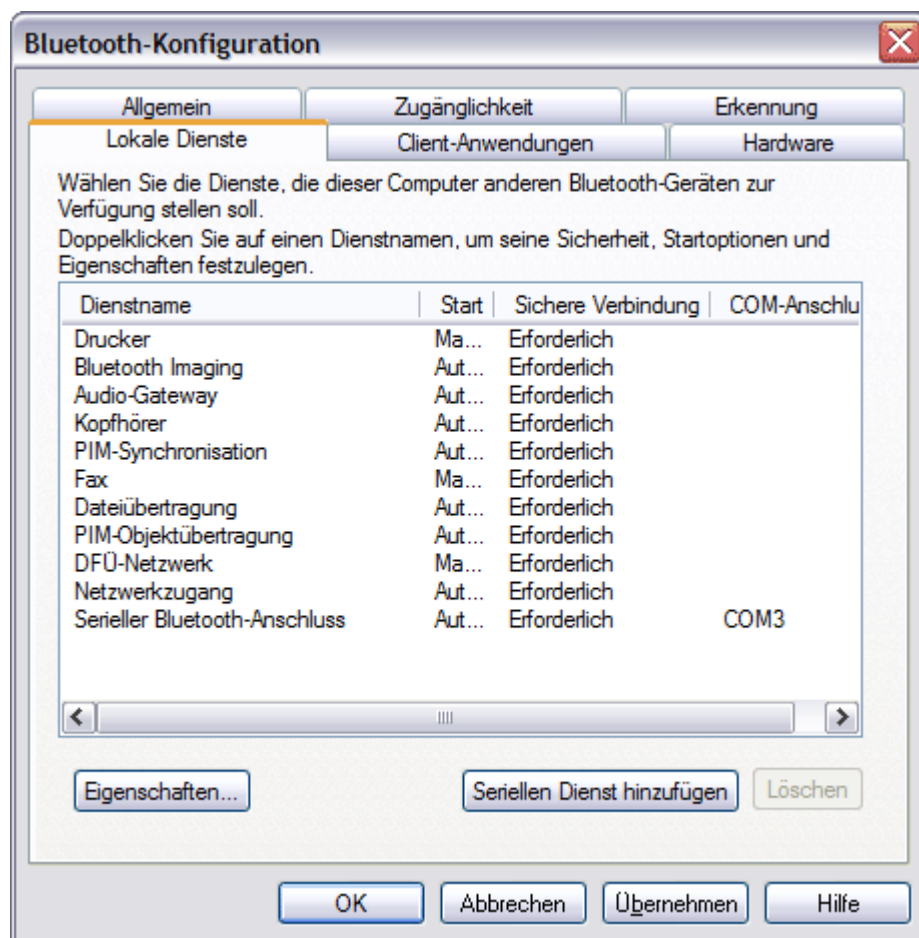 Bluetooth-Konfiguration
Allgemein Zugänglichkeit Erkennung
Lokale Dienste Client-Anwendungen Hardware
Wählen Sie die Dienste, die dieser Computer anderen Bluetooth-Geräten zur
Verfügung stellen soll.
Doppelklicken Sie auf einen Dienstnamen, um seine Sicherheit, Startoptionen und
Eigenschaften festzulegen.
Dienstname Start Sichere Verbindung COM-Anschlu
Drucker Ma... Erforderlich
Bluetooth Imaging Aut... Erforderlich
Audio-Gateway Aut... Erforderlich
Kopfhörer Aut... Erforderlich
PIM-Synchronisation Aut... Erforderlich
Fax Ma... Erforderlich
Dateiübertragung Aut... Erforderlich
PIM-Objektübertragung Aut... Erforderlich
DFÜ-Netzwerk Ma... Erforderlich
Netzwerkzugang Aut... Erforderlich
Serieller Bluetooth-Anschluss Aut... Erforderlich COM3
Eigenschaften... Seriellen Dienst hinzufügen Löschen
OK Abbrechen Übernehmen Hilfe